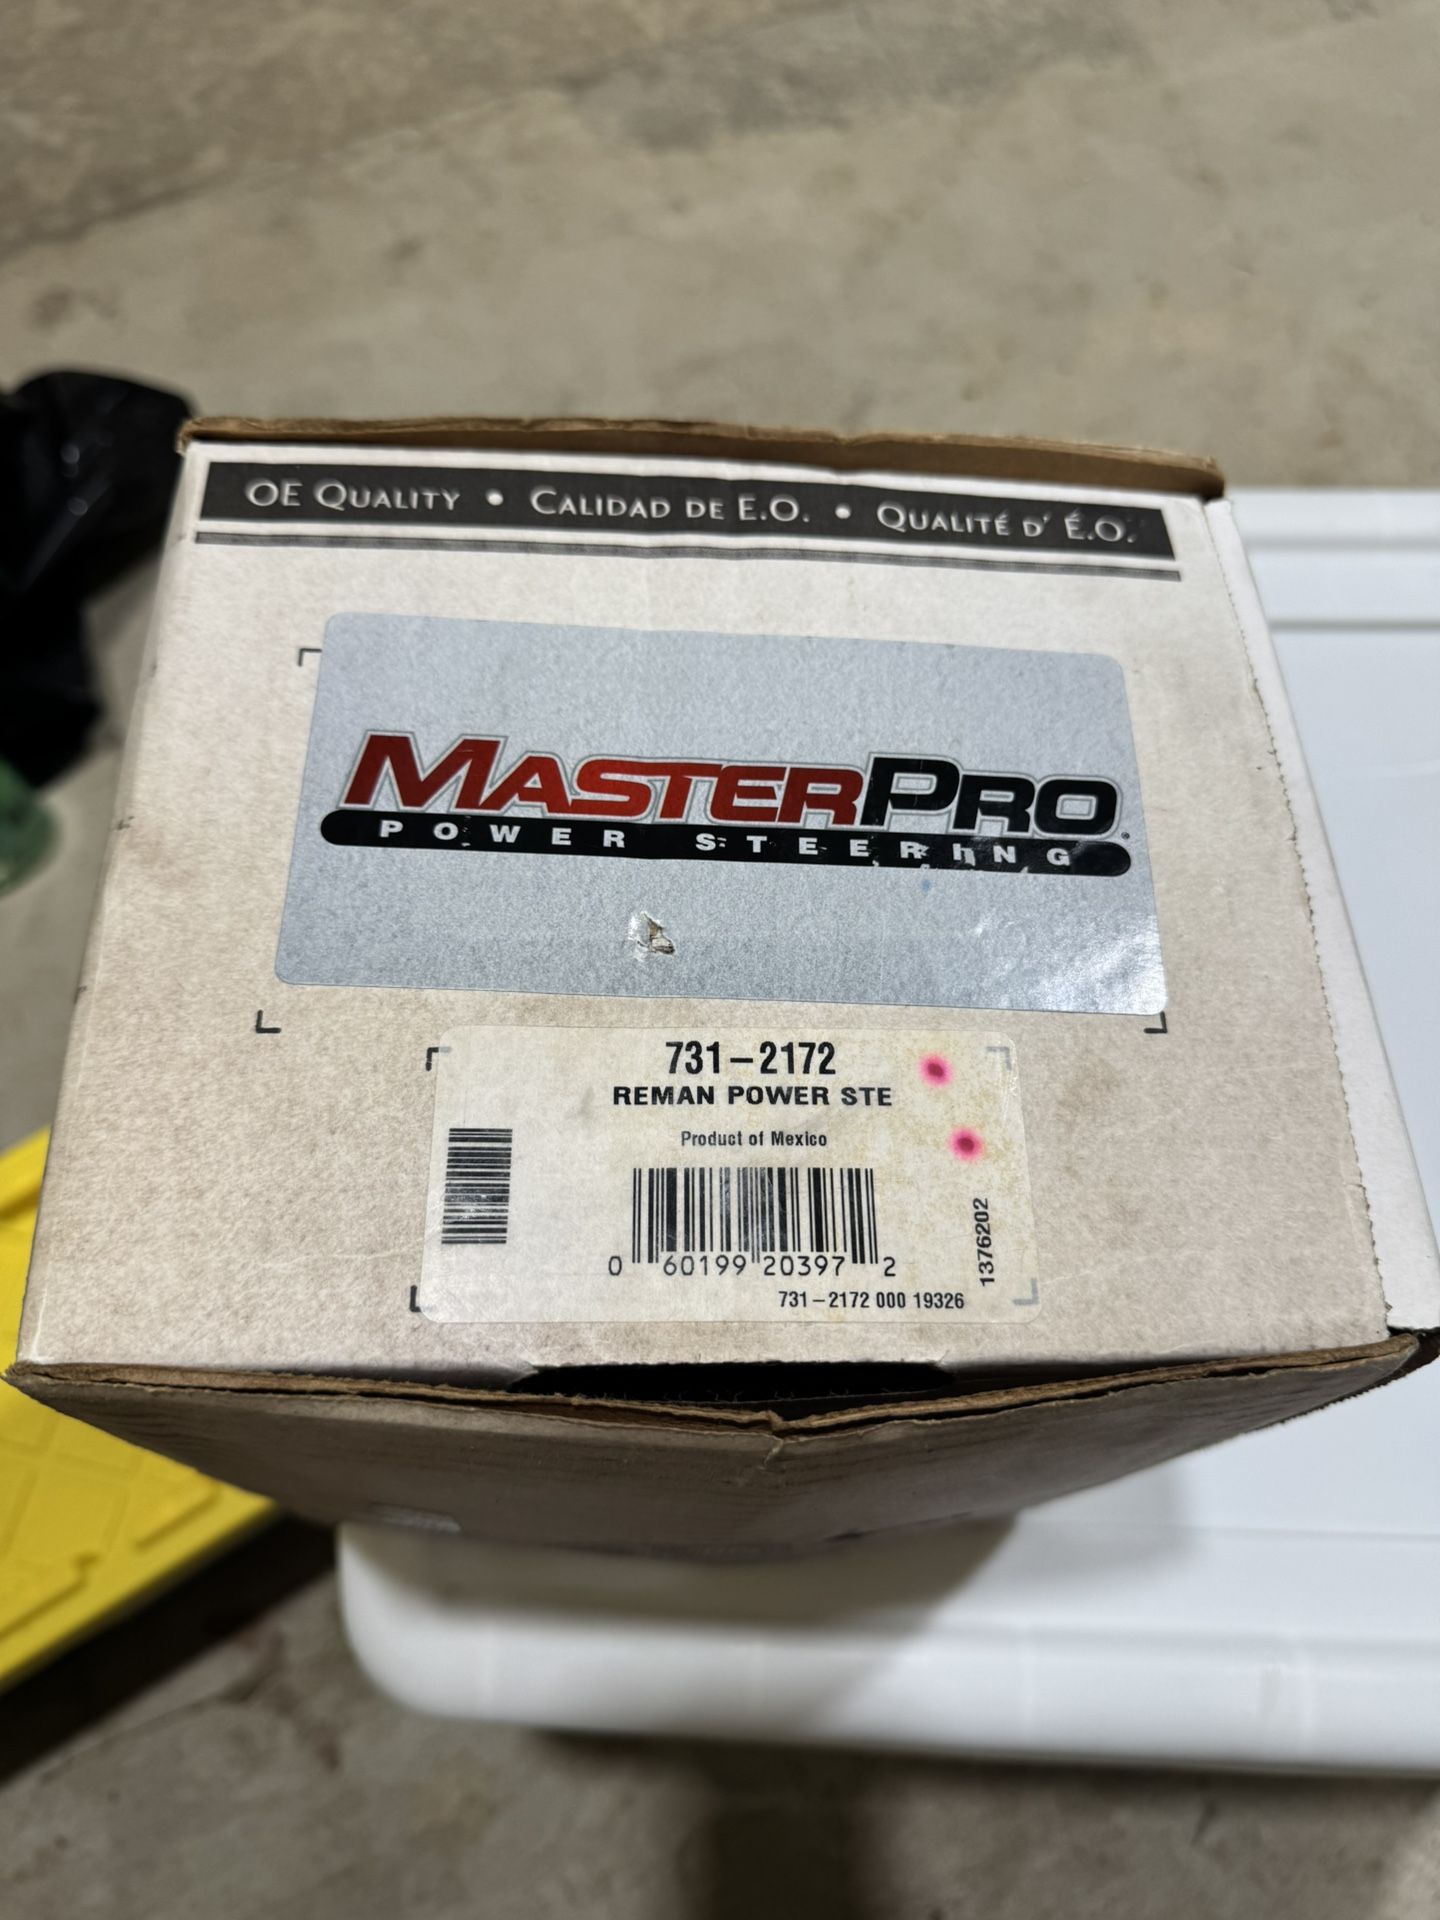 OE QUALITY • CALIDAD DE E.O. • QUALITÉ D' É.O.
MASTERPRO®
POWER STEERING
731-2172
REMAN POWER STE
Product of Mexico
0 60199 20397 2
1376202
731-2172 000 19326